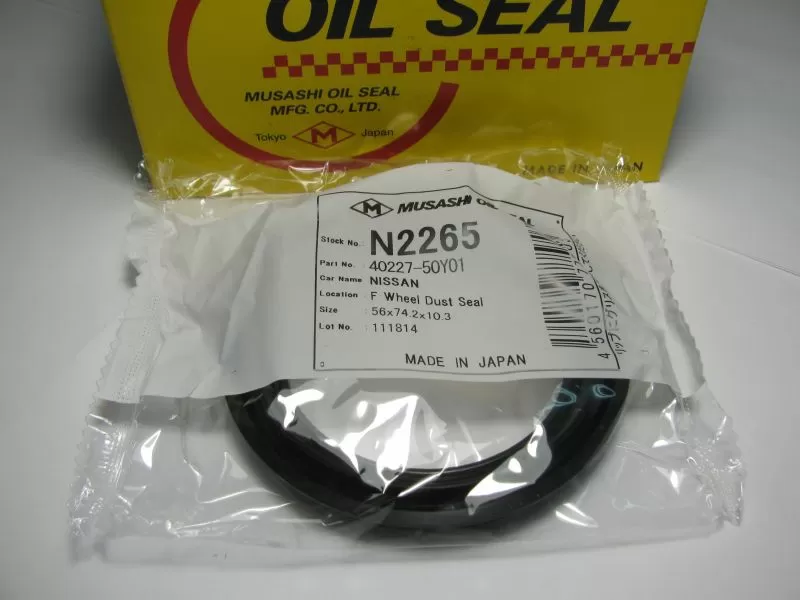 OIL SEAL
MUSASHI OIL SEAL
MFG. CO., LTD.
Tokyo M Japan
MADE IN JAPAN
M MUSASHI OIL SEAL
Stock No. N2265
Part No. 40227-50Y01
Car Name NISSAN
Location F Wheel Dust Seal
Size 56x74.2x10.3
Lot No. 111814
MADE IN JAPAN